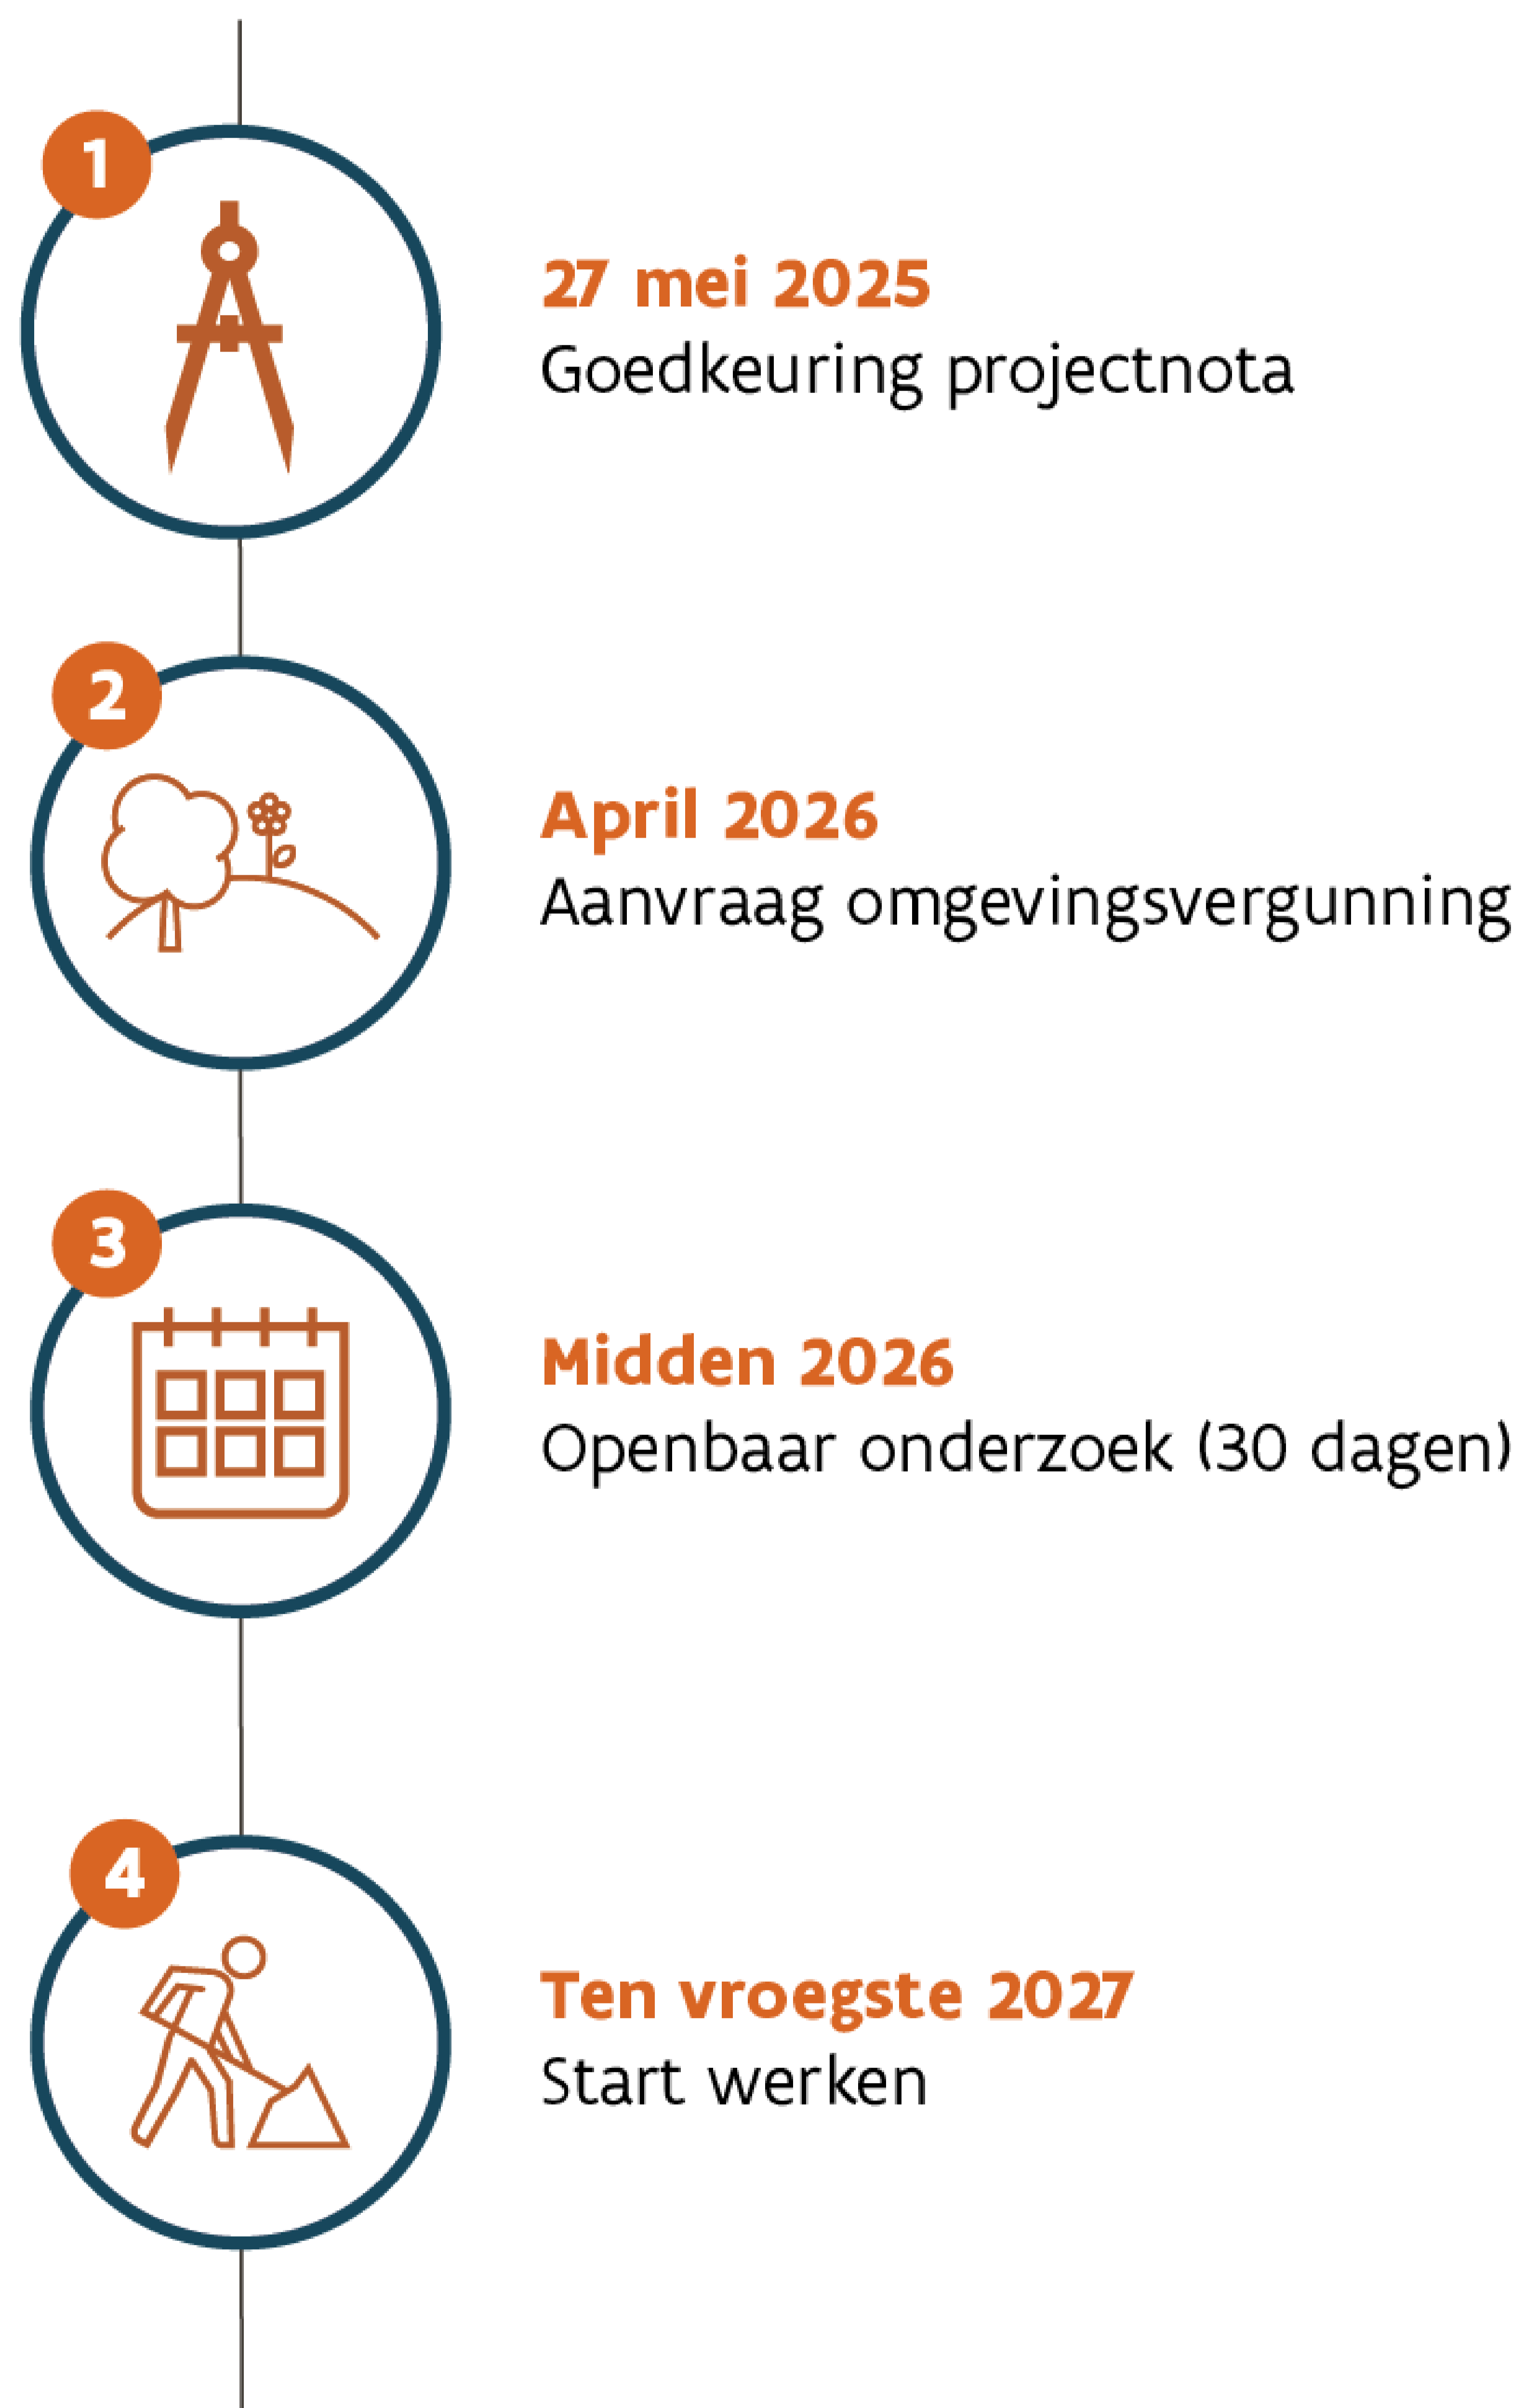 1
27 mei 2025
Goedkeuring projectnota
2
April 2026
Aanvraag omgevingsvergunning
3
Midden 2026
Openbaar onderzoek (30 dagen)
4
Ten vroegste 2027
Start werken